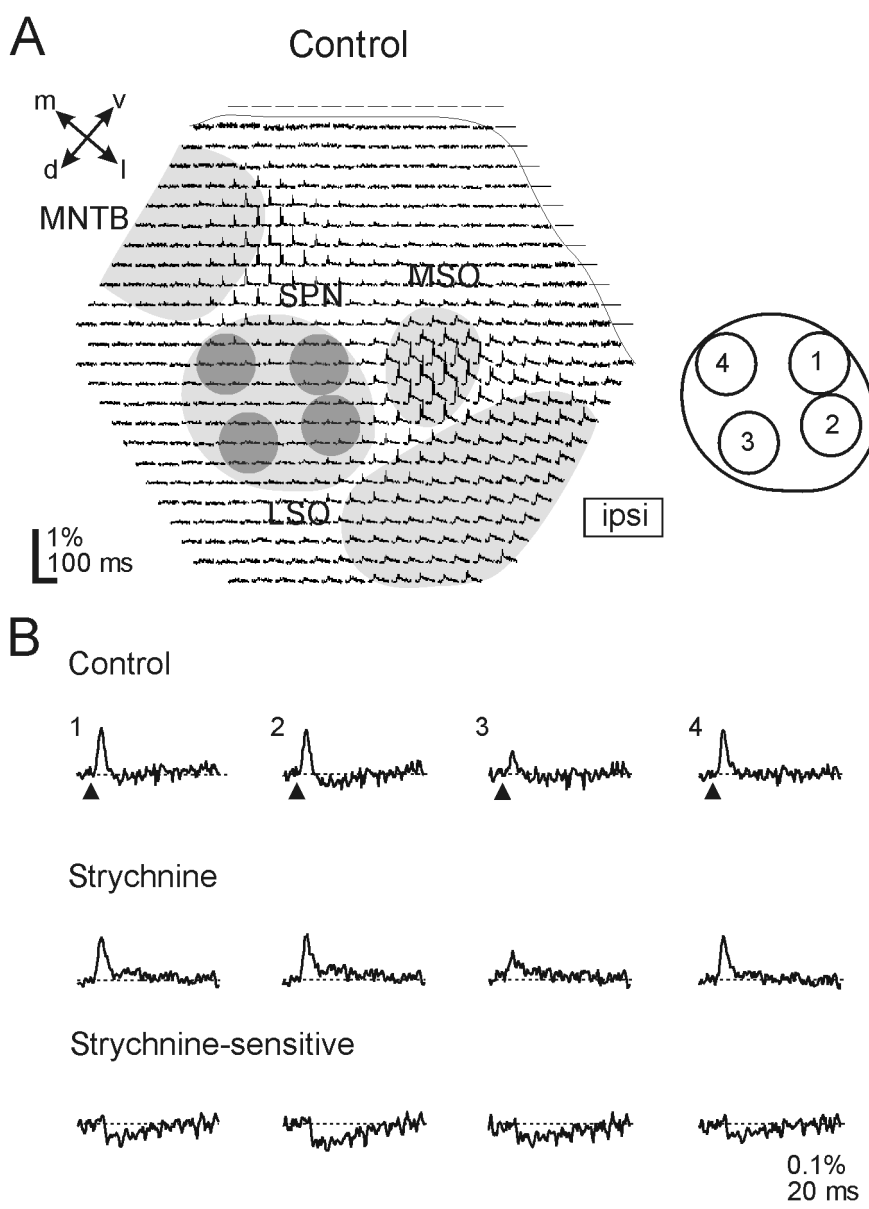 A
Control
m
v
d
l
MNTB
MSO
SPN
LSO
4
1
3
2
ipsi
1%
100 ms
B
Control
1
2
3
4
Strychnine
Strychnine-sensitive
0.1%
20 ms